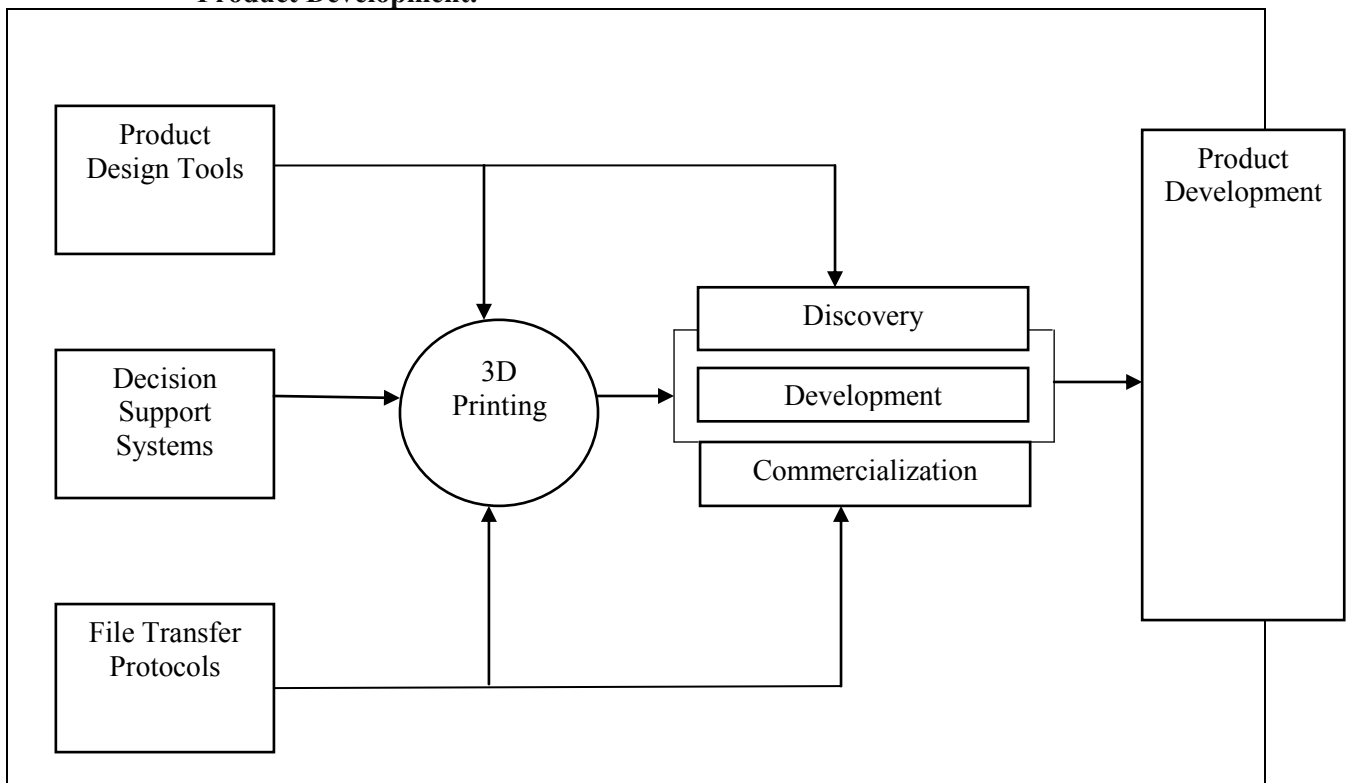 Product Development.
Product
Design Tools
Product
Development
Discovery
3D
Printing
Decision
Support
Systems
Development
Commercialization
File Transfer
Protocols